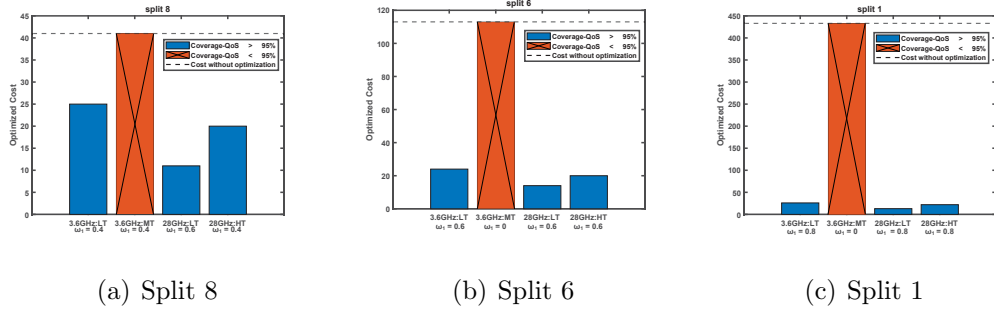 split 8
45
40
35
30
25
20
15
10
5
0
Optimized Cost
Coverage-QoS > 95%
Coverage-QoS < 95%
Cost without optimization
3.6GHz:LT 3.6GHz:MT 28GHz:LT 28GHz:HT
ω1 = 0.4 ω1 = 0.4 ω1 = 0.6 ω1 = 0.4
(a) Split 8
split 6
120
100
80
60
40
20
0
Optimized Cost
Coverage-QoS > 95%
Coverage-QoS < 95%
Cost without optimization
3.6GHz:LT 3.6GHz:MT 28GHz:LT 28GHz:HT
ω1 = 0.6 ω1 = 0 ω1 = 0.6 ω1 = 0.6
(b) Split 6
split 1
450
400
350
300
250
200
150
100
50
0
Optimized Cost
Coverage-QoS > 95%
Coverage-QoS < 95%
Cost without optimization
3.6GHz:LT 3.6GHz:MT 28GHz:LT 28GHz:HT
ω1 = 0.8 ω1 = 0 ω1 = 0.8 ω1 = 0.8
(c) Split 1